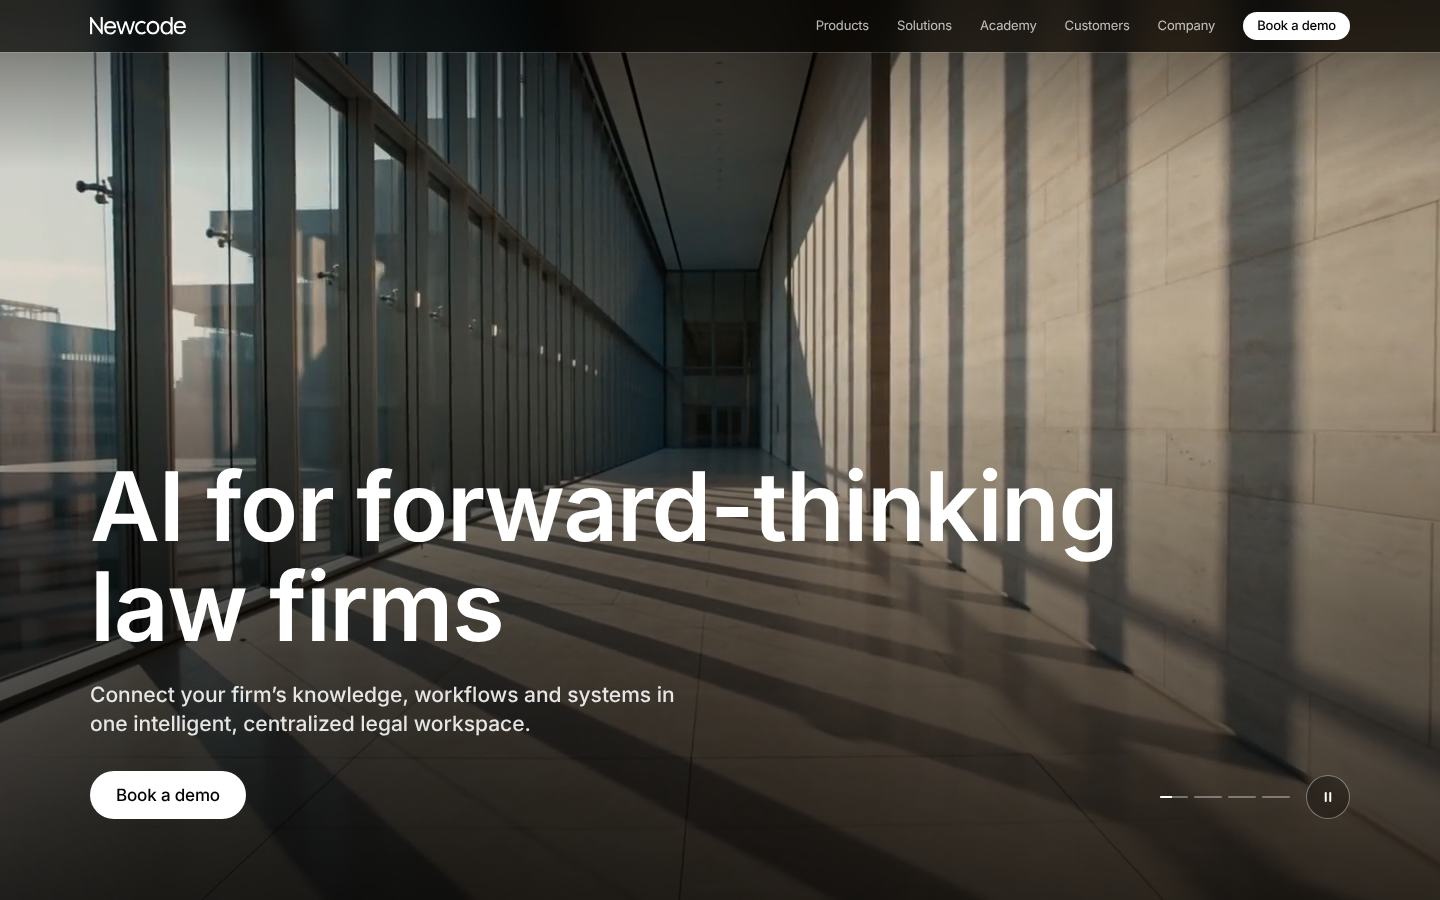 Newcode
Products
Solutions
Academy
Customers
Company
Book a demo
AI for forward-thinking
law firms
Connect your firm’s knowledge, workflows and systems in
one intelligent, centralized legal workspace.
Book a demo